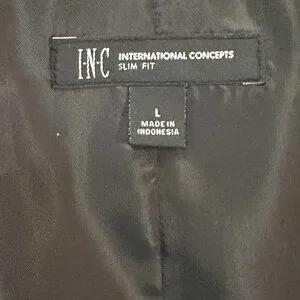 I·N·C INTERNATIONAL CONCEPTS
SLIM FIT
L
MADE IN
INDONESIA